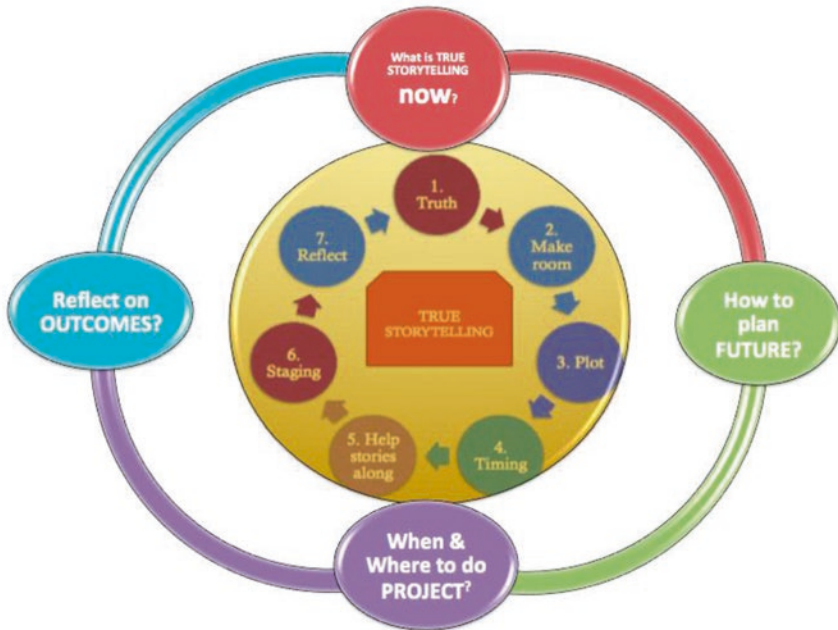 What is TRUE
STORYTELLING
now?
1.
Truth
2.
Make
room
3. Plot
4.
Timing
5. Help
stories
along
6.
Staging
7.
Reflect
TRUE
STORYTELLING
How to
plan
FUTURE?
When &
Where to do
PROJECT?
Reflect on
OUTCOMES?